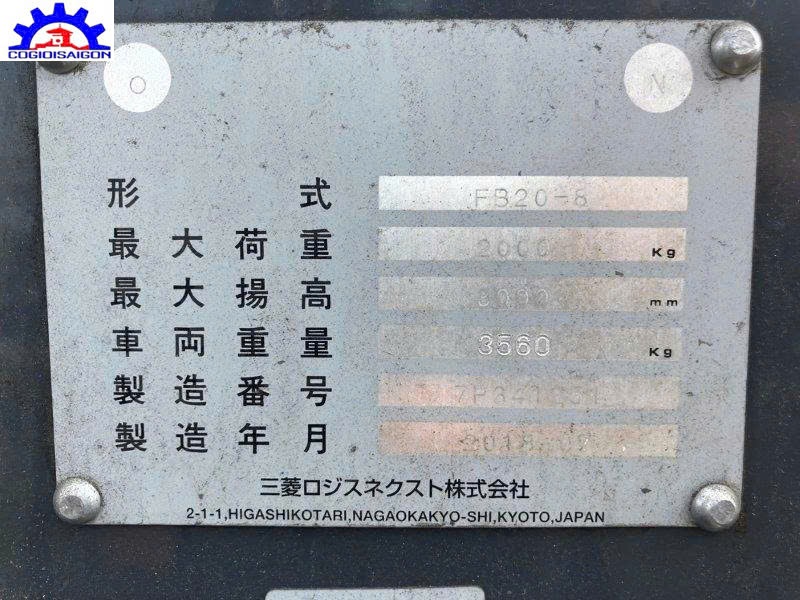 COGIOISAIGON
O N
形式 FB20-8
最大荷重 2000 Kg
最大揚高 3000 mm
車両重量 3560 Kg
製造番号
製造年月
三菱ロジスネクスト株式会社
2-1-1,HIGASHIKOTARI,NAGAOKAKYO-SHI,KYOTO,JAPAN